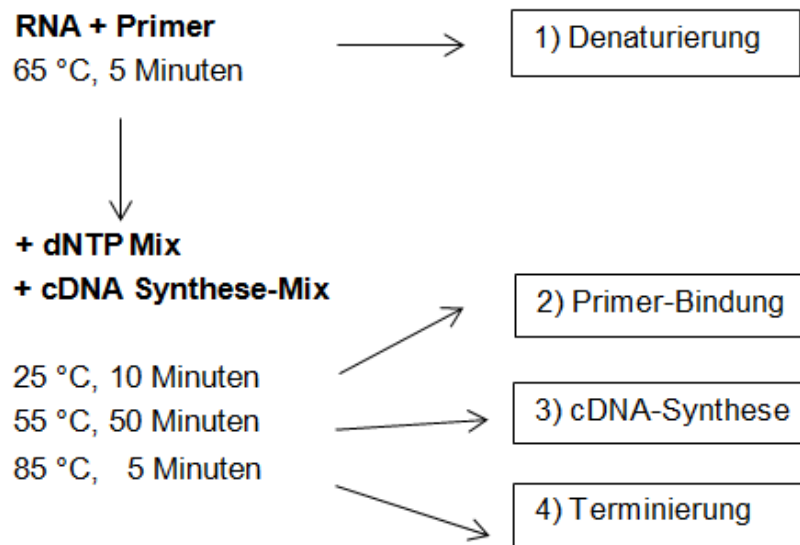 RNA + Primer
65 °C, 5 Minuten
1) Denaturierung
+ dNTP Mix
+ cDNA Synthese-Mix
2) Primer-Bindung
25 °C, 10 Minuten
55 °C, 50 Minuten
3) cDNA-Synthese
85 °C, 5 Minuten
4) Terminierung